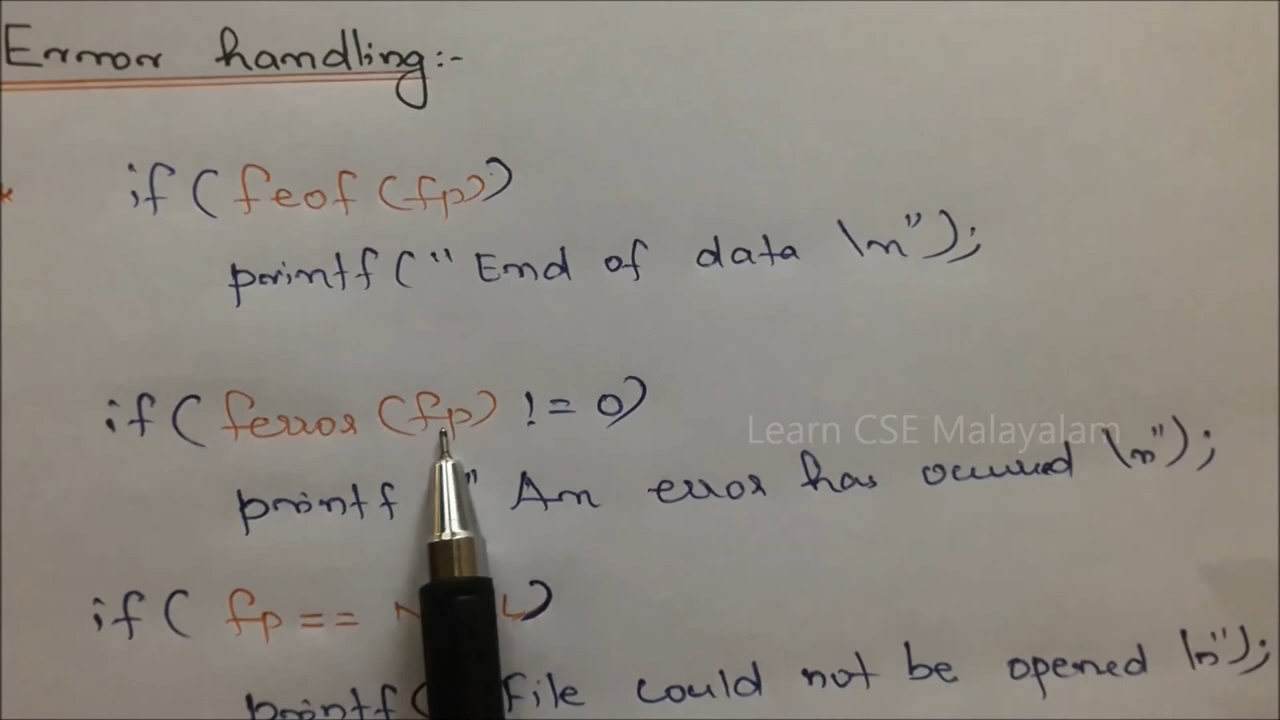 Error handling:-
* if ( feof (fp))
printf (" End of data \n");
if ( ferror (fp) != 0)
Learn CSE Malayalam
printf " An error has occured \n");
if ( fp == )
printf ( File could not be opened \n");